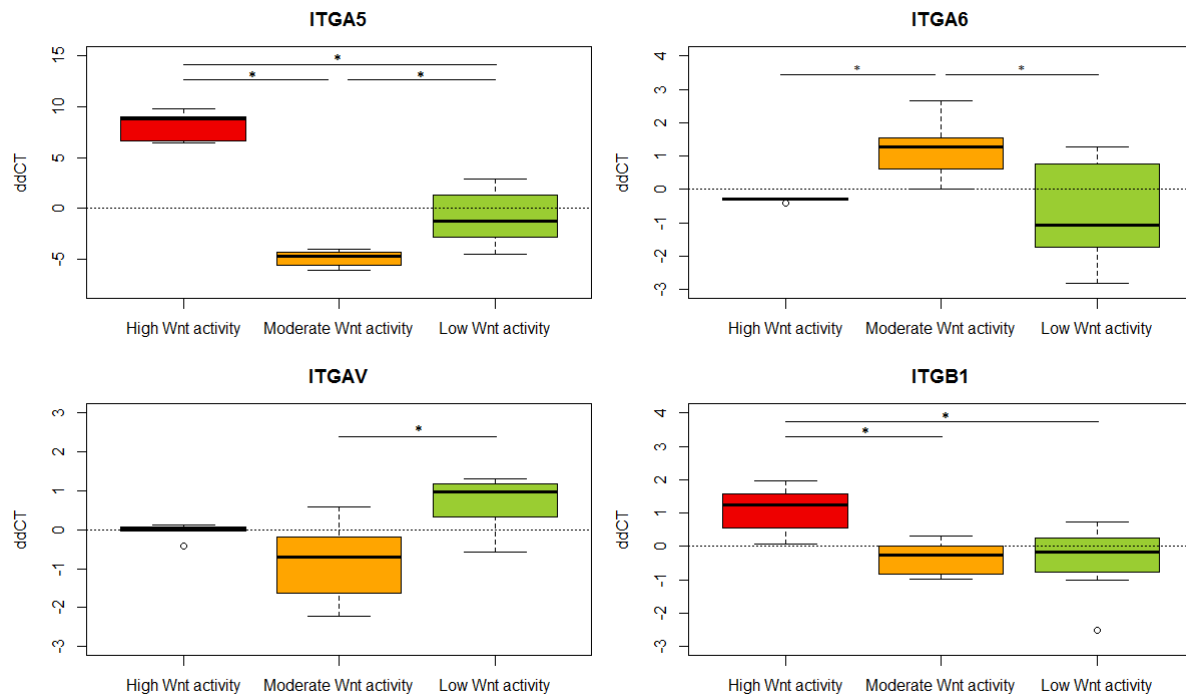 ITGA5
ddCT
15
10
5
0
-5
*
*
*
High Wnt activity
Moderate Wnt activity
Low Wnt activity
ITGA6
ddCT
4
3
2
1
0
-1
-2
-3
*
*
High Wnt activity
Moderate Wnt activity
Low Wnt activity
ITGAV
ddCT
3
2
1
0
-1
-2
-3
*
High Wnt activity
Moderate Wnt activity
Low Wnt activity
ITGB1
ddCT
4
3
2
1
0
-1
-2
-3
*
*
High Wnt activity
Moderate Wnt activity
Low Wnt activity